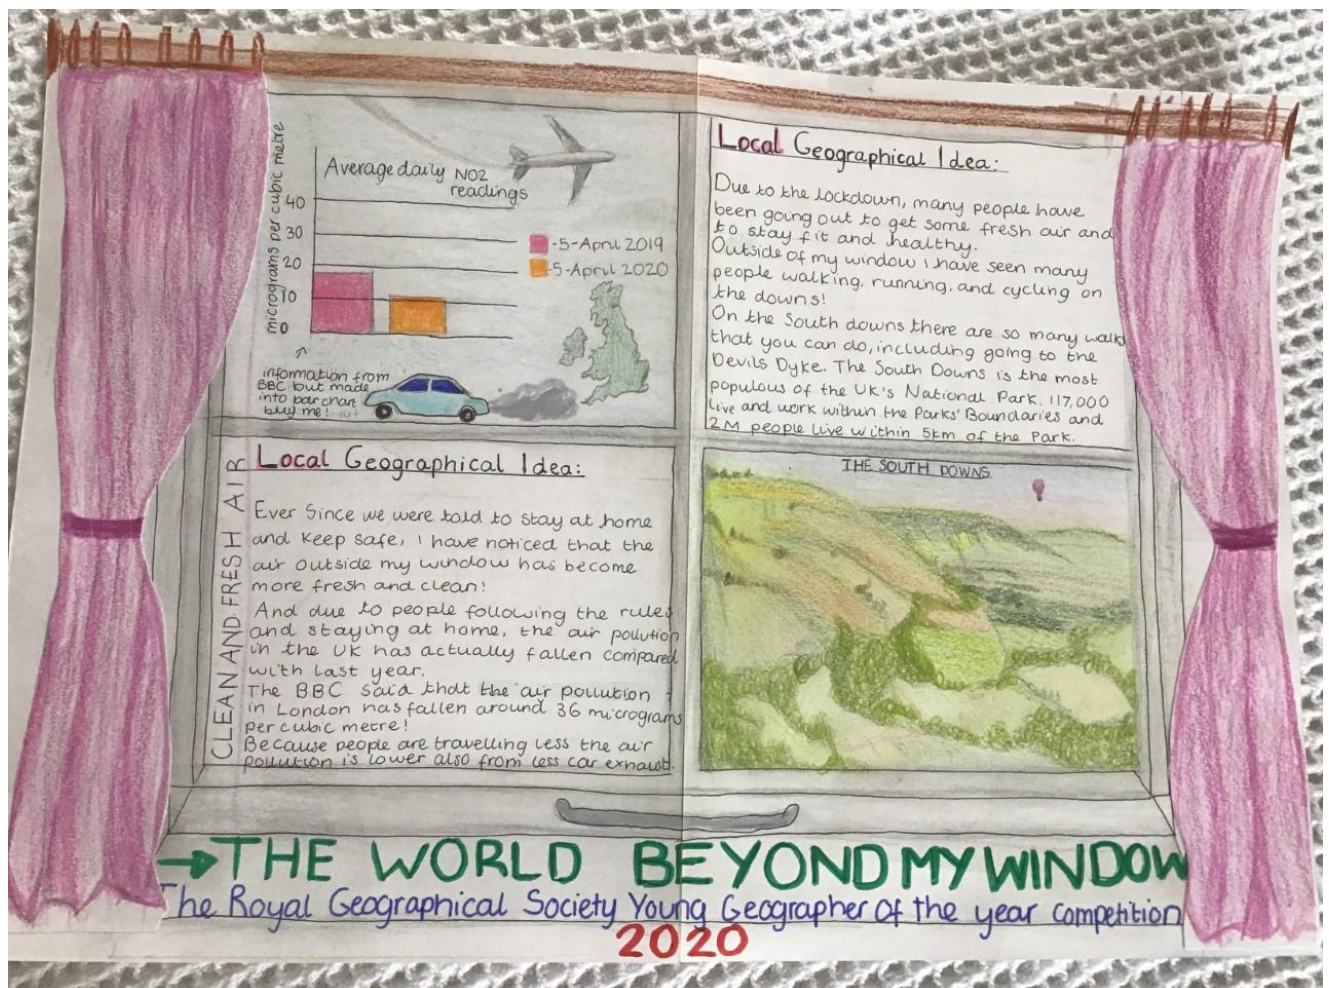 micrograms per cubic metre
Average daily NO2
readings
40
30
20
10
0
-5-April 2019
-5-April 2020
information from
BBC but made
into bar chart
buy me!
Local Geographical Idea:
Due to the lockdown, many people have
been going out to get some fresh air and
to stay fit and healthy.
Outside of my window I have seen many
people walking, running, and cycling on
the downs!
On the South downs there are so many walks
that you can do, including going to the
Devils Dyke. The South Downs is the most
populous of the UK's National Park. 117,000
live and work within the Parks' Boundaries and
2M people live within 5km of the Park.
CLEAN AND FRESH AIR
Local Geographical Idea:
Ever Since we were told to stay at home
and keep safe, I have noticed that the
air outside my window has become
more fresh and clean!
And due to people following the rules
and staying at home, the air pollution
in the UK has actually fallen compared
with last year.
The BBC said that the air pollution
in London has fallen around 36 micrograms
per cubic metre!
Because people are travelling less the air
pollution is lower also from less car exhaust.
THE SOUTH DOWNS
→THE WORLD BEYOND MY WINDOW
The Royal Geographical Society Young Geographer of the year competition
2020